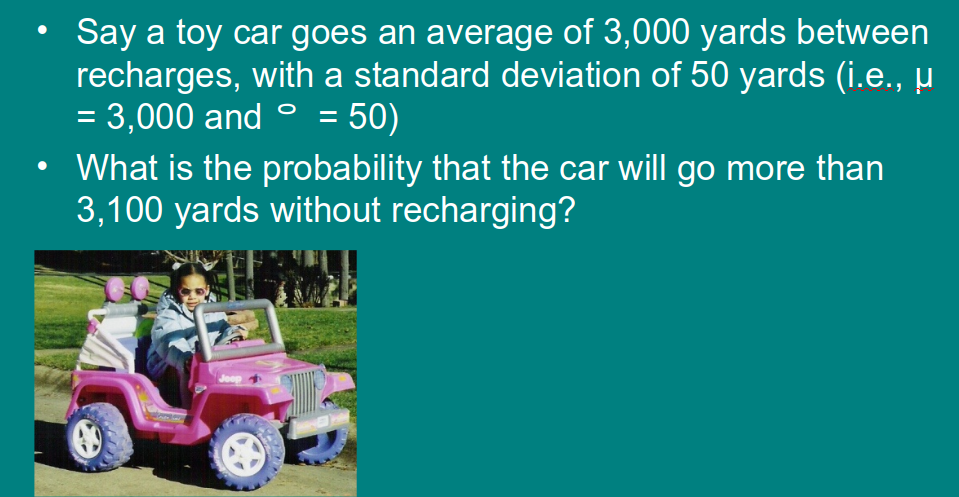 • Say a toy car goes an average of 3,000 yards between
recharges, with a standard deviation of 50 yards (i.e., µ
= 3,000 and º = 50)
• What is the probability that the car will go more than
3,100 yards without recharging?
Jeep